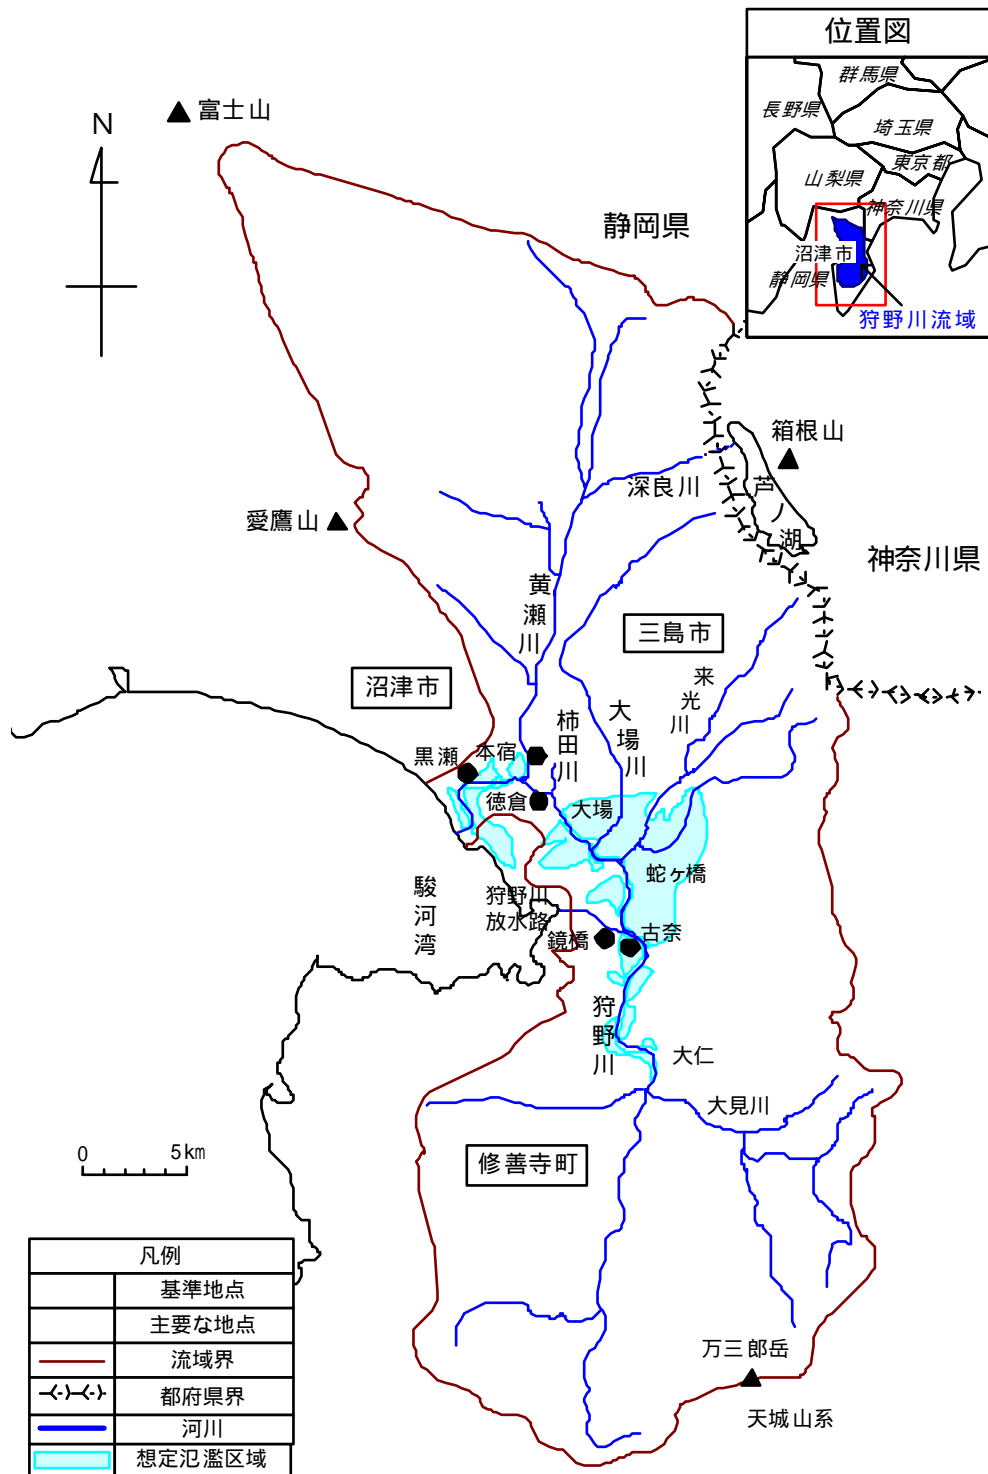 位置図
群馬県
長野県
埼玉県
東京都
山梨県
神奈川県
沼津市
静岡県
狩野川流域
N
富士山
静岡県
箱根山
芦ノ湖
深良川
愛鷹山
神奈川県
黄瀬川
三島市
来光川
沼津市
大場川
柿田川
本宿
黒瀬
徳倉
大場
蛇ヶ橋
駿河湾
狩野川
放水路
鏡橋
古奈
狩野川
大仁
大見川
0 5km
修善寺町
凡例
基準地点
主要な地点
流域界
都府県界
河川
想定氾濫区域
万三郎岳
天城山系